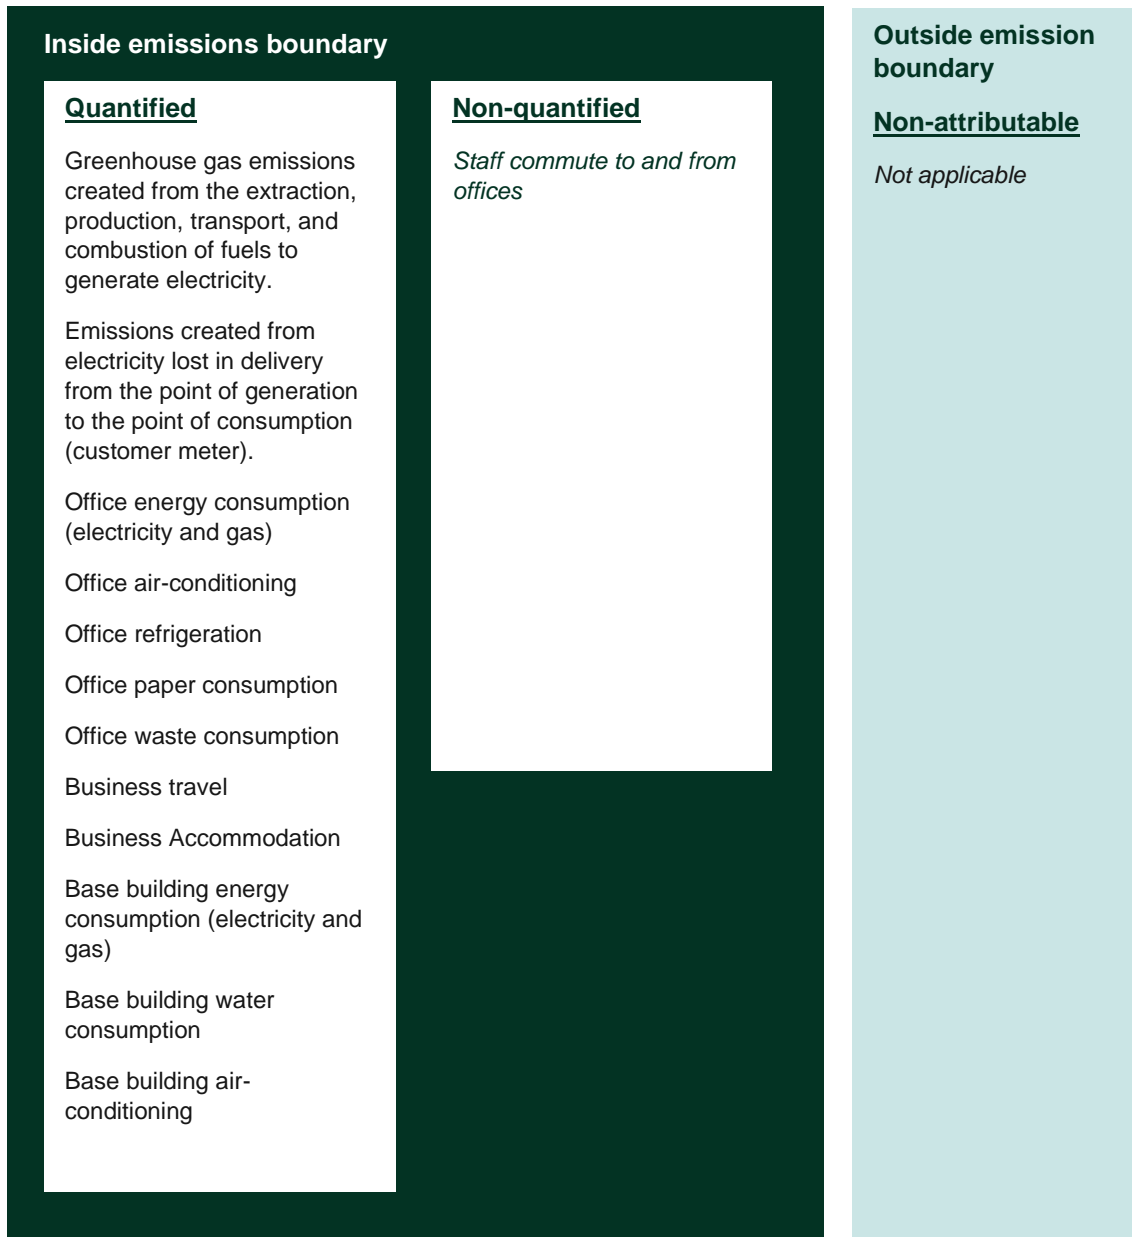 Inside emissions boundary
Quantified
Greenhouse gas emissions
created from the extraction,
production, transport, and
combustion of fuels to
generate electricity.
Emissions created from
electricity lost in delivery
from the point of generation
to the point of consumption
(customer meter).
Office energy consumption
(electricity and gas)
Office air-conditioning
Office refrigeration
Office paper consumption
Office waste consumption
Business travel
Business Accommodation
Base building energy
consumption (electricity and
gas)
Base building water
consumption
Base building air-
conditioning
Non-quantified
Staff commute to and from
offices
Outside emission
boundary
Non-attributable
Not applicable